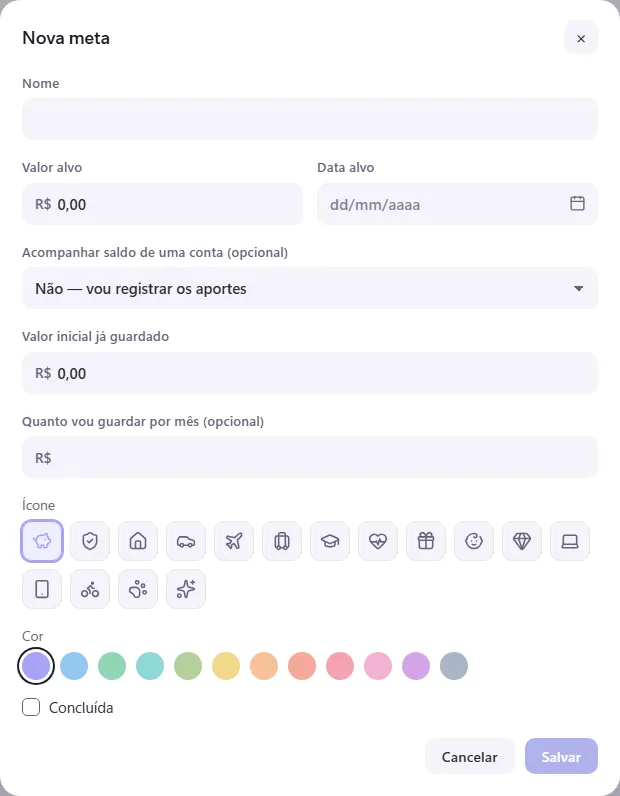 Nova meta
×
Nome
Valor alvo
Data alvo
R$ 0,00
dd/mm/aaaa
Acompanhar saldo de uma conta (opcional)
Não — vou registrar os aportes
Valor inicial já guardado
R$ 0,00
Quanto vou guardar por mês (opcional)
R$
Ícone
Cor
Concluída
Cancelar
Salvar